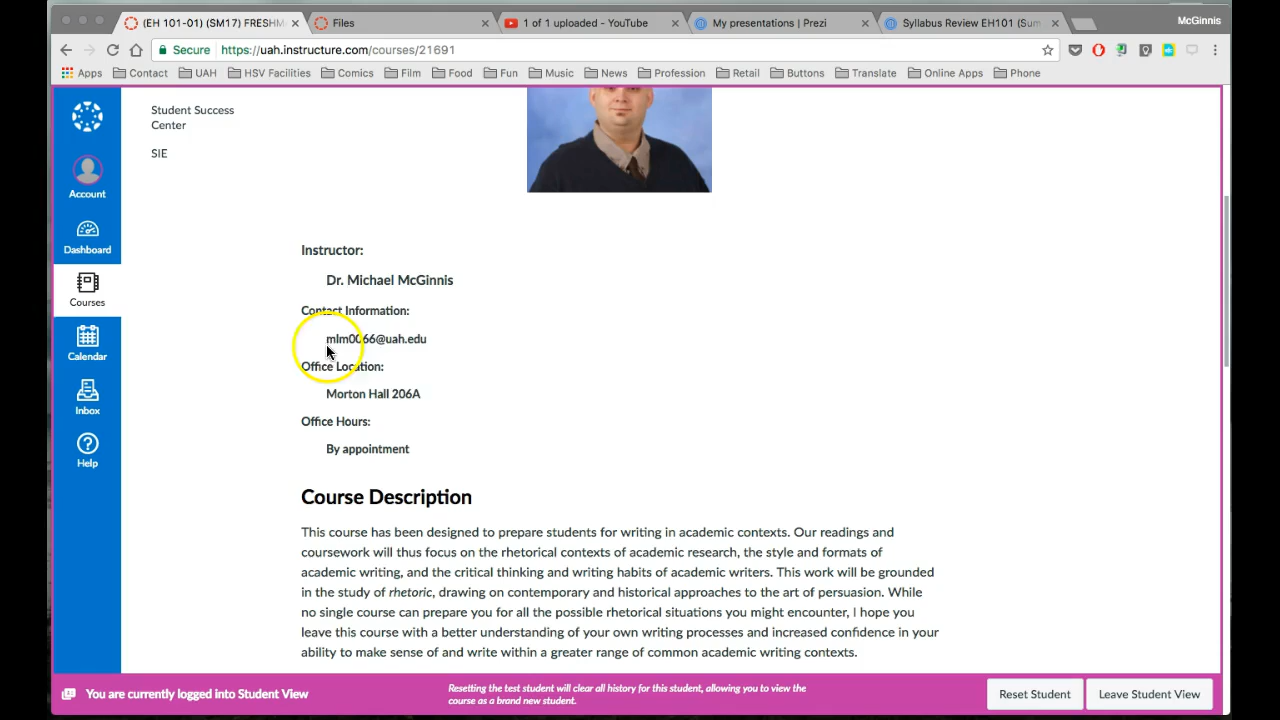 (EH 101-01) (SM17) FRESHM
Files
1 of 1 uploaded - YouTube
My presentations | Prezi
Syllabus Review EH101 (Sum
McGinnis
Secure https://uah.instructure.com/courses/21691
Apps Contact UAH HSV Facilities Comics Film Food Fun Music News Profession Retail Buttons Translate Online Apps Phone
Account
Dashboard
Courses
Calendar
Inbox
Help
Student Success
Center
SIE
Instructor:
Dr. Michael McGinnis
Contact Information:
mlm0066@uah.edu
Office Location:
Morton Hall 206A
Office Hours:
By appointment
Course Description
This course has been designed to prepare students for writing in academic contexts. Our readings and
coursework will thus focus on the rhetorical contexts of academic research, the style and formats of
academic writing, and the critical thinking and writing habits of academic writers. This work will be grounded
in the study of rhetoric, drawing on contemporary and historical approaches to the art of persuasion. While
no single course can prepare you for all the possible rhetorical situations you might encounter, I hope you
leave this course with a better understanding of your own writing processes and increased confidence in your
ability to make sense of and write within a greater range of common academic writing contexts.
You are currently logged into Student View
Resetting the test student will clear all history for this student, allowing you to view the
course as a brand new student.
Reset Student
Leave Student View